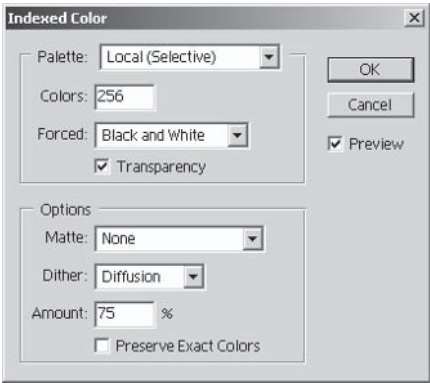 Indexed Color
Palette: Local (Selective)
Colors: 256
Forced: Black and White
Transparency
OK
Cancel
Preview
Options
Matte: None
Dither: Diffusion
Amount: 75 %
Preserve Exact Colors